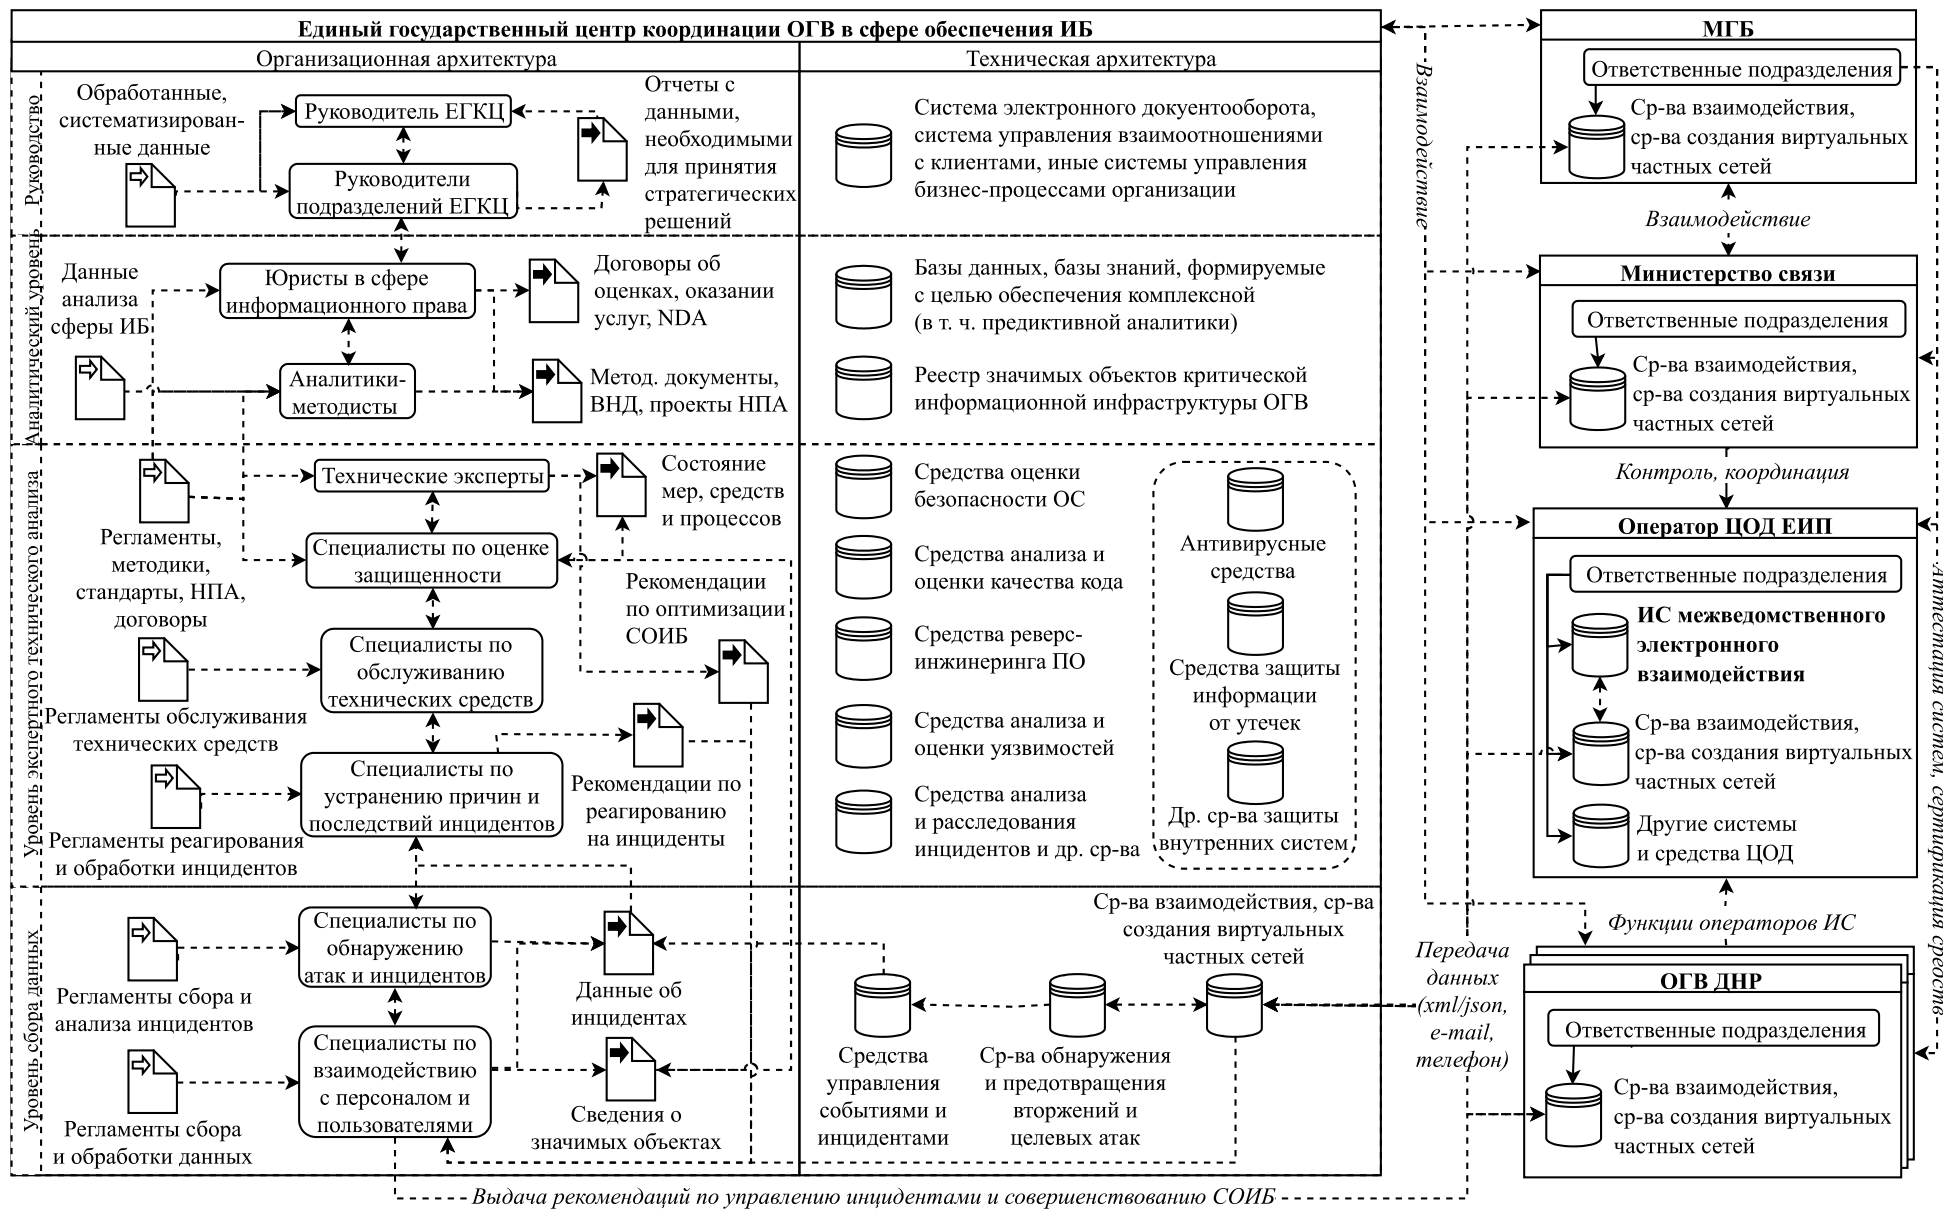 Единый государственный центр координации ОГВ в сфере обеспечения ИБ
Организационная архитектура
Техническая архитектура
Руководство
Обработанные,
систематизирован-
ные данные
Руководитель ЕГКЦ
Руководители
подразделений ЕГКЦ
Отчеты с
данными,
необходимыми
для принятия
стратегических
решений
Система электронного докуентооборота,
система управления взаимоотношениями
с клиентами, иные системы управления
бизнес-процессами организации
Аналитический уровень
Данные
анализа
сферы ИБ
Юристы в сфере
информационного права
Договоры об
оценках, оказании
услуг, NDA
Аналитики-
методисты
Метод. документы,
ВНД, проекты НПА
Базы данных, базы знаний, формируемые
с целью обеспечения комплексной
(в т. ч. предиктивной аналитики)
Реестр значимых объектов критической
информационной инфраструктуры ОГВ
Уровень экспертного технического анализа
Регламенты,
методики,
стандарты, НПА,
договоры
Технические эксперты
Состояние
мер, средств
и процессов
Специалисты по оценке
защищенности
Рекомендации
по оптимизации
СОИБ
Специалисты по
обслуживанию
технических средств
Регламенты обслуживания
технических средств
Специалисты по
устранению причин и
последствий инцидентов
Рекомендации по
реагированию
на инциденты
Регламенты реагирования
и обработки инцидентов
Средства оценки
безопасности ОС
Средства анализа и
оценки качества кода
Средства реверс-
инжинеринга ПО
Средства анализа и
оценки уязвимостей
Средства анализа
и расследования
инцидентов и др. ср-ва
Антивирусные
средства
Средства защиты
информации
от утечек
Др. ср-ва защиты
внутренних систем
Уровень сбора данных
Регламенты сбора и
анализа инцидентов
Специалисты по
обнаружению
атак и инцидентов
Данные об
инцидентах
Регламенты сбора
и обработки данных
Специалисты по
взаимодействию
с персоналом и
пользователями
Сведения о
значимых объектах
Ср-ва взаимодействия, ср-ва
создания виртуальных
частных сетей
Средства
управления
событиями и
инцидентами
Ср-ва обнаружения
и предотвращения
вторжений и
целевых атак
Выдача рекомендаций по управлению инцидентами и совершенствованию СОИБ
Взаимодействие
Передача
данных
(xml/json,
e-mail,
телефон)
МГБ
Ответственные подразделения
Ср-ва взаимодействия,
ср-ва создания виртуальных
частных сетей
Взаимодействие
Министерство связи
Ответственные подразделения
Ср-ва взаимодействия,
ср-ва создания виртуальных
частных сетей
Контроль, координация
Оператор ЦОД ЕИП
Ответственные подразделения
ИС межведомственного
электронного
взаимодействия
Ср-ва взаимодействия,
ср-ва создания виртуальных
частных сетей
Другие системы
и средства ЦОД
Функции операторов ИС
ОГВ ДНР
Ответственные подразделения
Ср-ва взаимодействия,
ср-ва создания виртуальных
частных сетей
Аттестация систем, сертификация средств